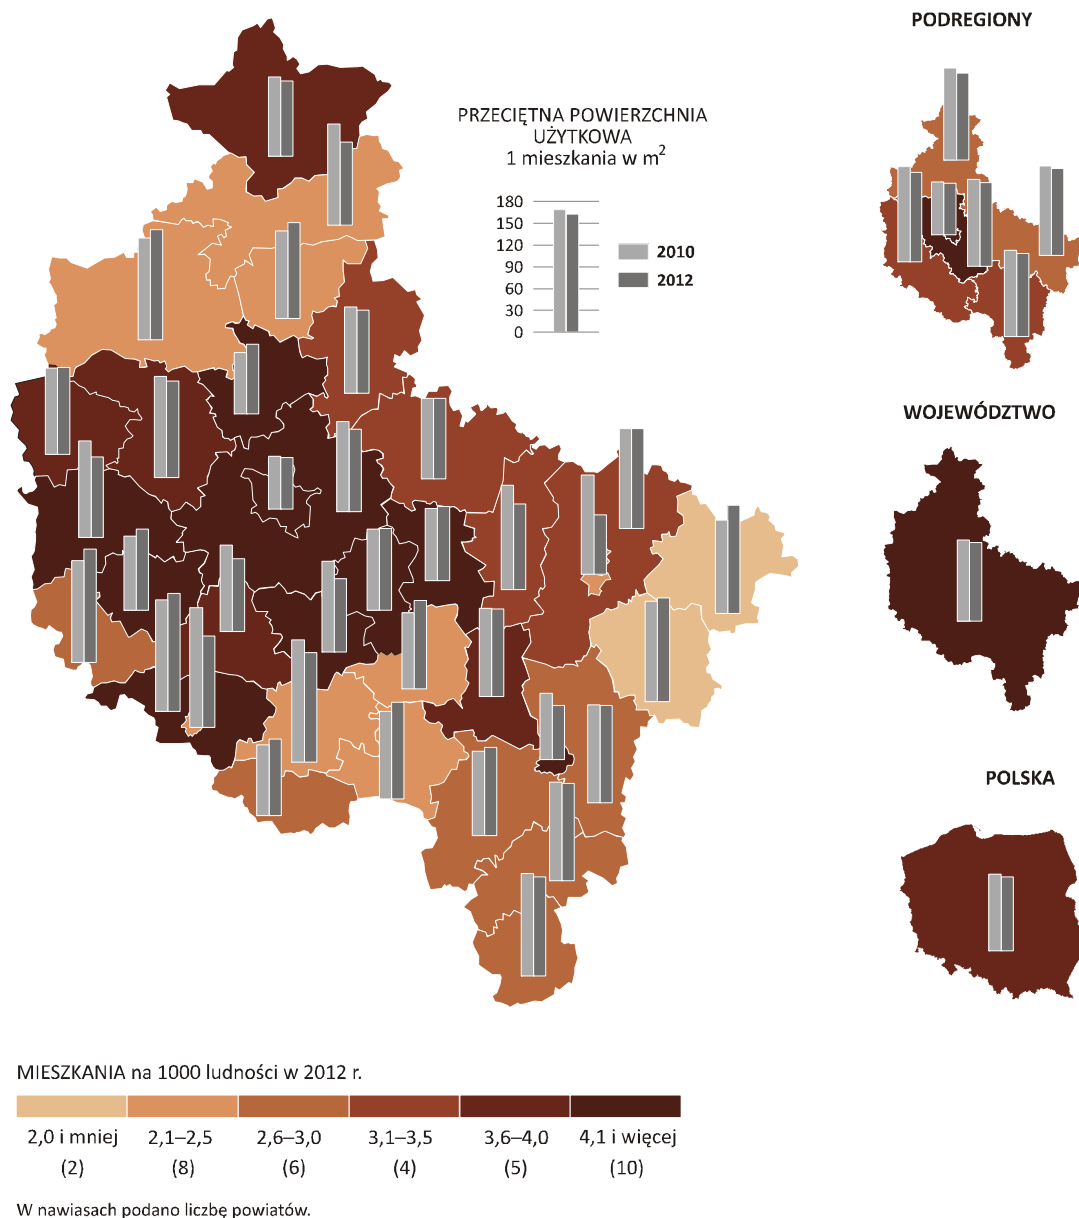 PODREGIONY
PRZECIĘTNA POWIERZCHNIA
UŻYTKOWA
1 mieszkania w m²
180
150
120
90
60
30
0
2010
2012
WOJEWÓDZTWO
POLSKA
MIESZKANIA na 1000 ludności w 2012 r.
2,0 i mniej 2,1–2,5 2,6–3,0 3,1–3,5 3,6–4,0 4,1 i więcej
(2) (8) (6) (4) (5) (10)
W nawiasach podano liczbę powiatów.